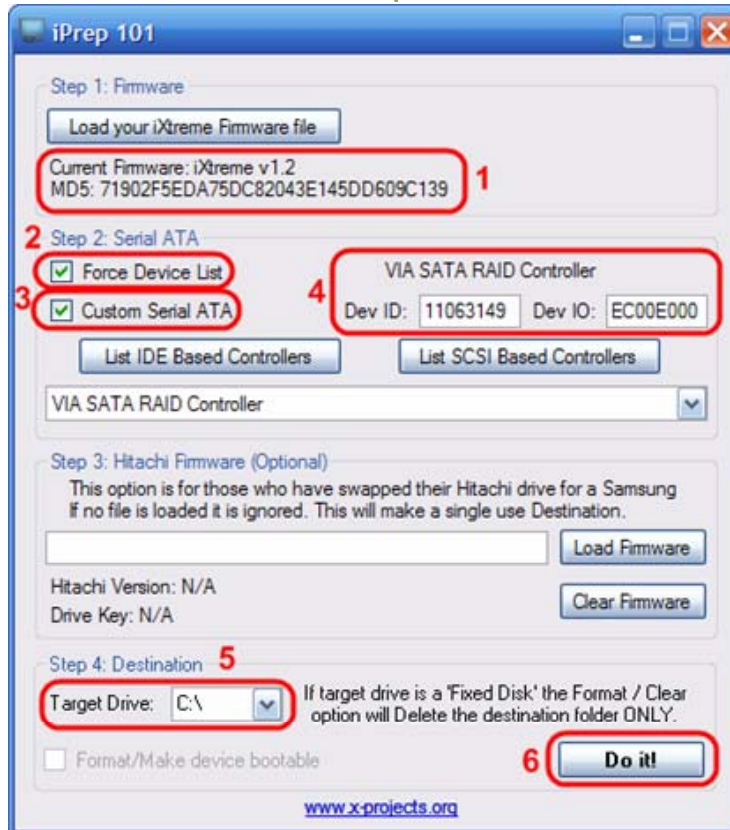 iPrep 101
Step 1: Firmware
Load your iXtreme Firmware file
Current Firmware: iXtreme v1.2
MD5: 71902F5EDA75DC82043E145DD609C139
1
2
Step 2: Serial ATA
Force Device List
VIA SATA RAID Controller
3
Custom Serial ATA
4
Dev ID: 11063149 Dev IO: EC00E000
List IDE Based Controllers
List SCSI Based Controllers
VIA SATA RAID Controller
Step 3: Hitachi Firmware (Optional)
This option is for those who have swapped their Hitachi drive for a Samsung
If no file is loaded it is ignored. This will make a single use Destination.
Load Firmware
Hitachi Version: N/A
Drive Key: N/A
Clear Firmware
Step 4: Destination
5
Target Drive: C:\
If target drive is a 'Fixed Disk' the Format / Clear
option will Delete the destination folder ONLY.
Format/Make device bootable
6
Do it!
www.x-projects.org